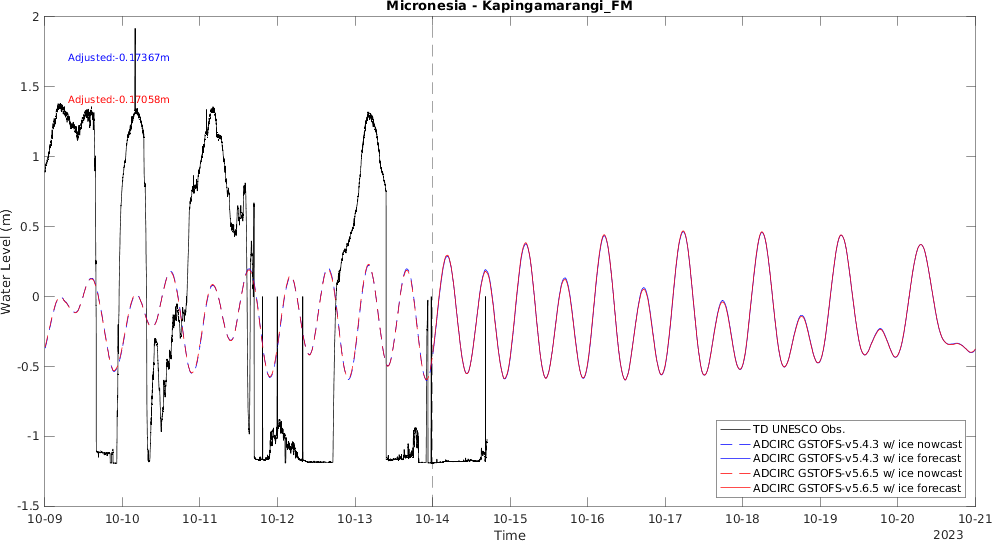 Micronesia - Kapingamarangi_FM
2
1.5
1
0.5
0
-0.5
-1
-1.5
Water Level (m)
Adjusted:-0.17367m
Adjusted:-0.17058m
TD UNESCO Obs.
ADCIRC GSTOFS-v5.4.3 w/ ice nowcast
ADCIRC GSTOFS-v5.4.3 w/ ice forecast
ADCIRC GSTOFS-v5.6.5 w/ ice nowcast
ADCIRC GSTOFS-v5.6.5 w/ ice forecast
10-09 10-10 10-11 10-12 10-13 10-14 10-15 10-16 10-17 10-18 10-19 10-20 10-21
Time
2023